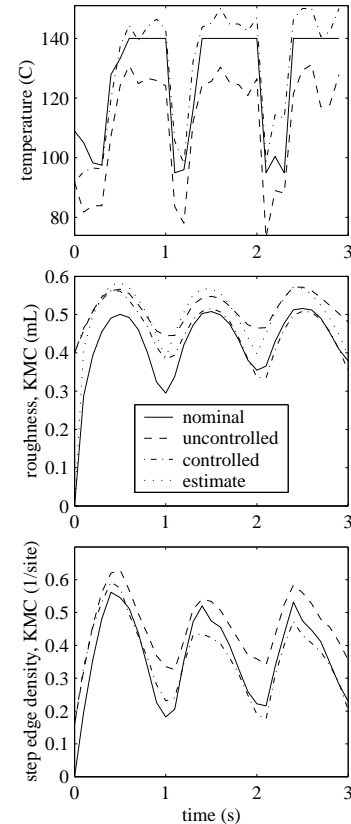 140
120
100
80
temperature (C)
0 1 2 3
0.6
0.5
0.4
0.3
0.2
0.1
0
roughness, KMC (mL)
nominal
uncontrolled
controlled
estimate
0 1 2 3
0.6
0.5
0.4
0.3
0.2
0.1
0
step edge density, KMC (1/site)
0 1 2 3
time (s)